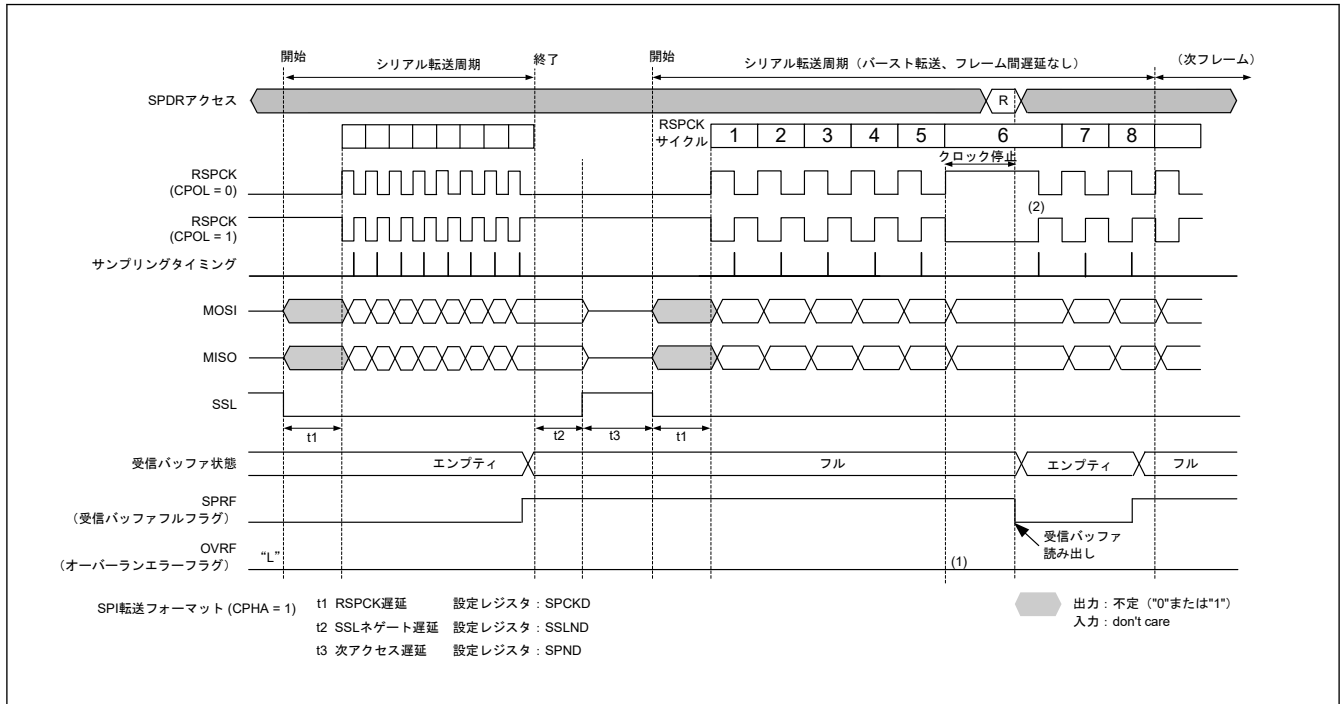 開始
シリアル転送周期
終了
開始
シリアル転送周期（バースト転送、フレーム間遅延なし）
（次フレーム）
SPDRアクセス
R
RSPCK
サイクル
1 2 3 4 5 6 7 8
クロック停止
RSPCK
(CPOL = 0)
(2)
RSPCK
(CPOL = 1)
サンプリングタイミング
MOSI
MISO
SSL
t1
t2
t3
t1
受信バッファ状態
エンプティ
フル
エンプティ
フル
SPRF
（受信バッファフルフラグ）
受信バッファ
読み出し
OVRF
（オーバーランエラーフラグ）
“L”
(1)
SPI転送フォーマット (CPHA = 1)
t1 RSPCK遅延 設定レジスタ：SPCKD
t2 SSLネゲート遅延 設定レジスタ：SSLND
t3 次アクセス遅延 設定レジスタ：SPND
出力：不定（"0"または"1"）
入力：don't care